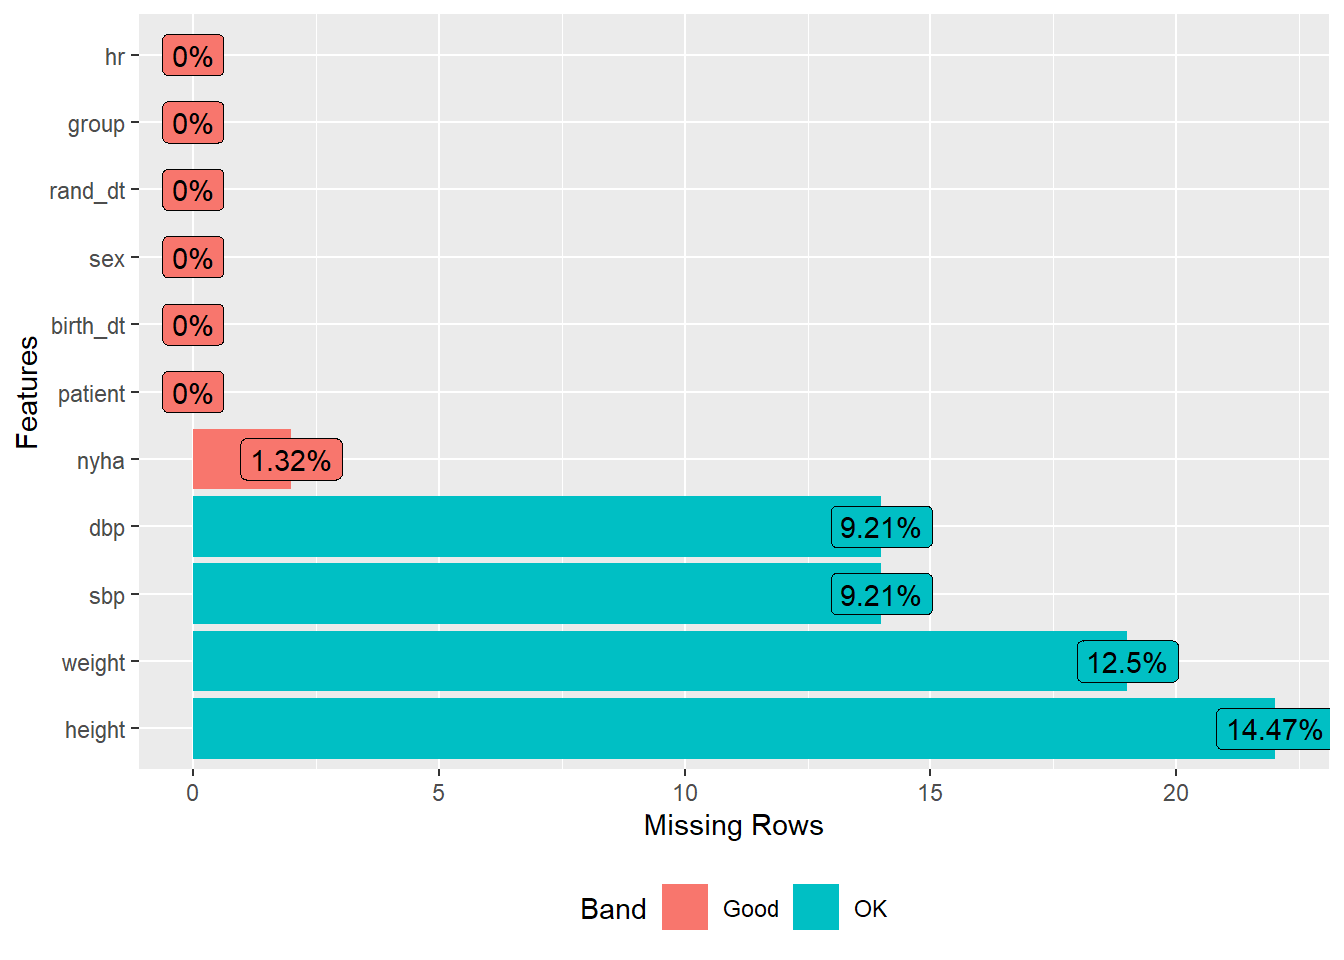 hr 0%
group 0%
rand_dt 0%
sex 0%
birth_dt 0%
patient 0%
nyha 1.32%
dbp 9.21%
sbp 9.21%
weight 12.5%
height 14.47%
Features
0 5 10 15 20
Missing Rows
Band Good OK